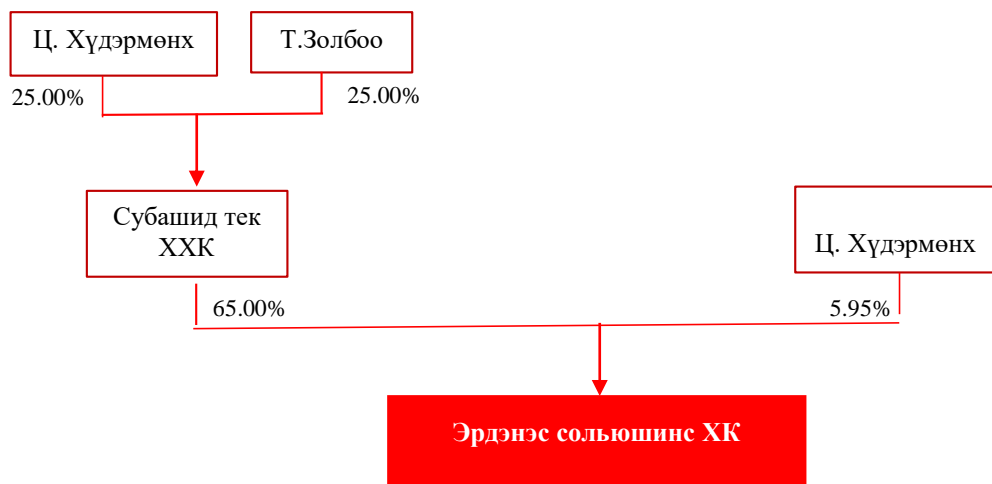 Ц. Хүдэрмөнх
Т.Золбоо
25.00%
25.00%
Субашид тек
ХХК
Ц. Хүдэрмөнх
65.00%
5.95%
Эрдэнэс сольюшинс ХК